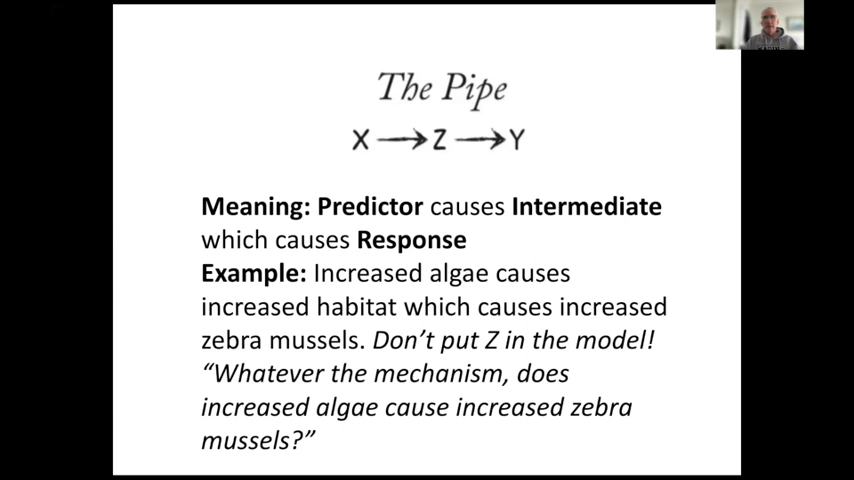 The Pipe
X → Z → Y
Meaning: Predictor causes Intermediate
which causes Response
Example: Increased algae causes
increased habitat which causes increased
zebra mussels. Don't put Z in the model!
“Whatever the mechanism, does
increased algae cause increased zebra
mussels?”